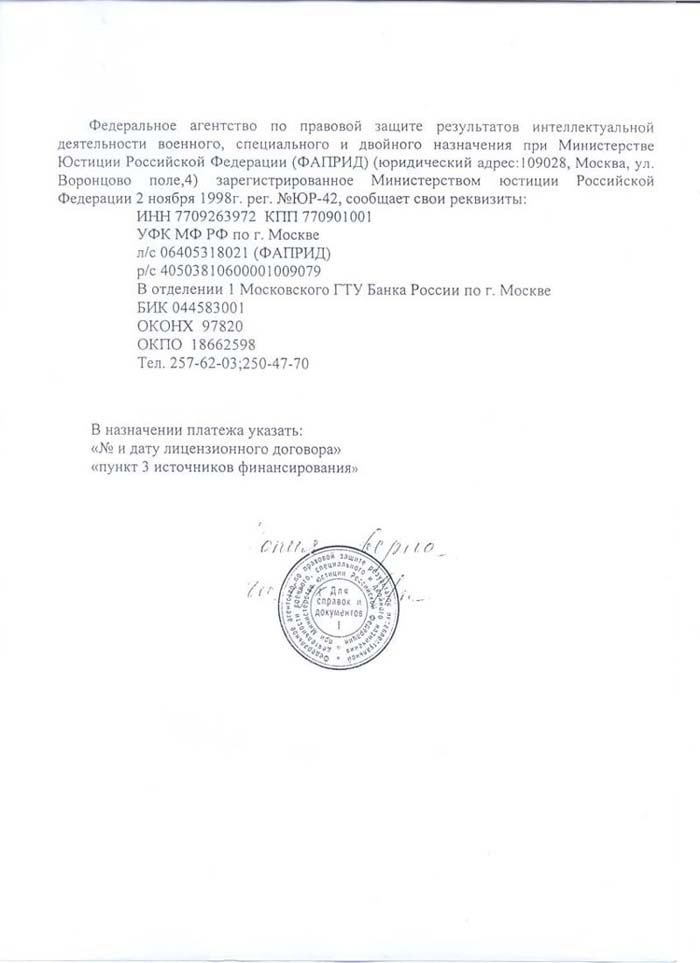 Федеральное агентство по правовой защите результатов интеллектуальной
деятельности военного, специального и двойного назначения при Министерстве
Юстиции Российской Федерации (ФАПРИД) (юридический адрес:109028, Москва, ул.
Воронцово поле,4) зарегистрированное Министерством юстиции Российской
Федерации 2 ноября 1998г. рег. №ЮР-42, сообщает свои реквизиты:
ИНН 7709263972 КПП 770901001
УФК МФ РФ по г. Москве
л/с 06405318021 (ФАПРИД)
р/с 40503810600001009079
В отделении 1 Московского ГТУ Банка России по г. Москве
БИК 044583001
ОКОНХ 97820
ОКПО 18662598
Тел. 257-62-03;250-47-70
В назначении платежа указать:
«№ и дату лицензионного договора»
«пункт 3 источников финансирования»
копия верно
Федеральное агентство по правовой защите результатов интеллектуальной
деятельности военного, специального и двойного назначения
при Министерстве юстиции Российской Федерации
Для
справок и
документов
1